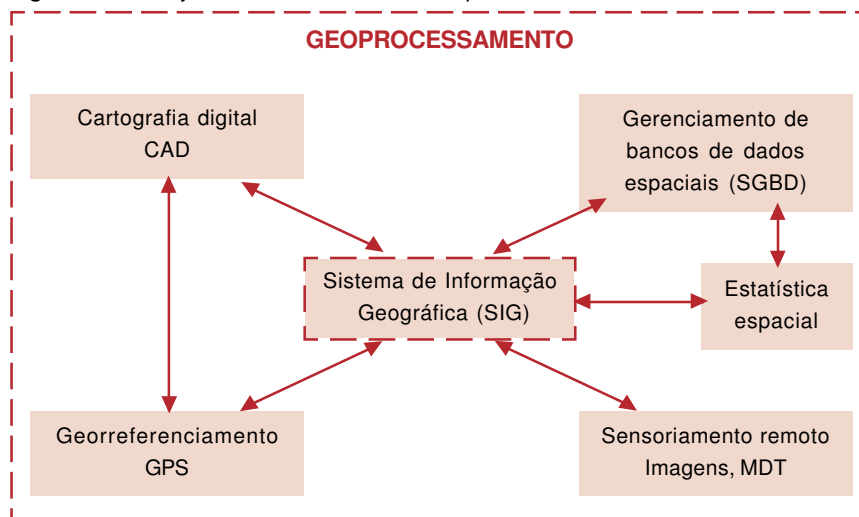 GEOPROCESSAMENTO
Cartografia digital
CAD
Gerenciamento de
bancos de dados
espaciais (SGBD)
Sistema de Informação
Geográfica (SIG)
Estatística
espacial
Georreferenciamento
GPS
Sensoriamento remoto
Imagens, MDT